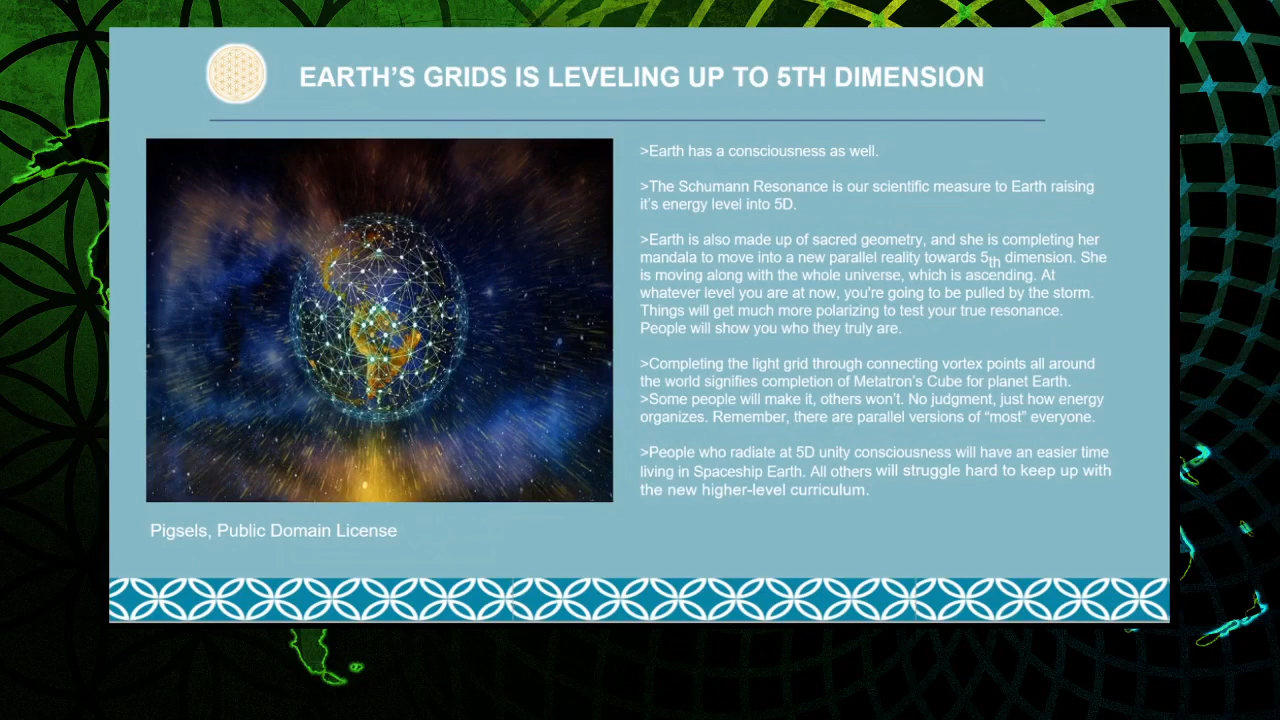 EARTH'S GRIDS IS LEVELING UP TO 5TH DIMENSION
>Earth has a consciousness as well.
>The Schumann Resonance is our scientific measure to Earth raising
it's energy level into 5D.
>Earth is also made up of sacred geometry, and she is completing her
mandala to move into a new parallel reality towards 5th dimension. She
is moving along with the whole universe, which is ascending. At
whatever level you are at now, you're going to be pulled by the storm.
Things will get much more polarizing to test your true resonance.
People will show you who they truly are.
>Completing the light grid through connecting vortex points all around
the world signifies completion of Metatron's Cube for planet Earth.
>Some people will make it, others won't. No judgment, just how energy
organizes. Remember, there are parallel versions of “most” everyone.
>People who radiate at 5D unity consciousness will have an easier time
living in Spaceship Earth. All others will struggle hard to keep up with
the new higher-level curriculum.
Pigsels, Public Domain License